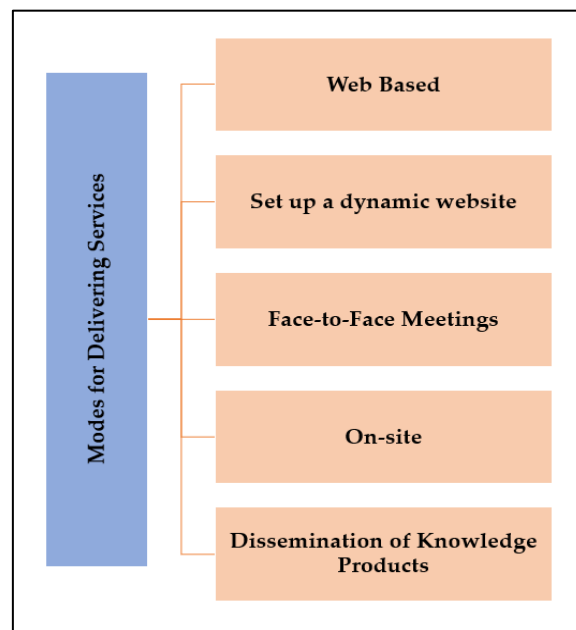 Modes for Delivering Services
Web Based
Set up a dynamic website
Face-to-Face Meetings
On-site
Dissemination of Knowledge
Products